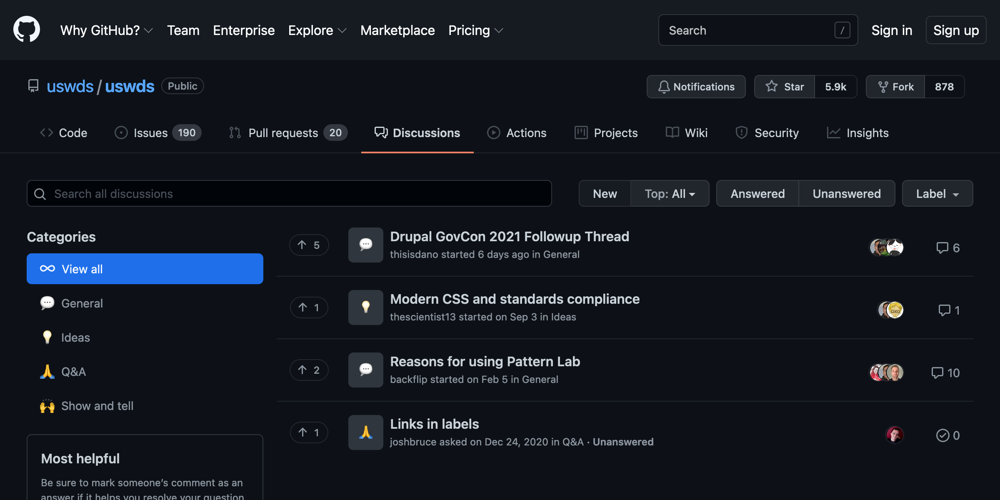 Why GitHub? Team Enterprise Explore Marketplace Pricing Search / Sign in Sign up
uswds / uswds Public Notifications Star 5.9k Fork 878
Code Issues 190 Pull requests 20 Discussions Actions Projects Wiki Security Insights
Search all discussions New Top: All Answered Unanswered Label
Categories
View all
General
Ideas
Q&A
Show and tell
Most helpful
Be sure to mark someone’s comment as an
answer if it helps you resolve your question
5 Drupal GovCon 2021 Followup Thread 6
thisisdano started 6 days ago in General
1 Modern CSS and standards compliance 1
thescientist13 started on Sep 3 in Ideas
2 Reasons for using Pattern Lab 10
backflip started on Feb 5 in General
1 Links in labels 0
joshbruce asked on Dec 24, 2020 in Q&A · Unanswered